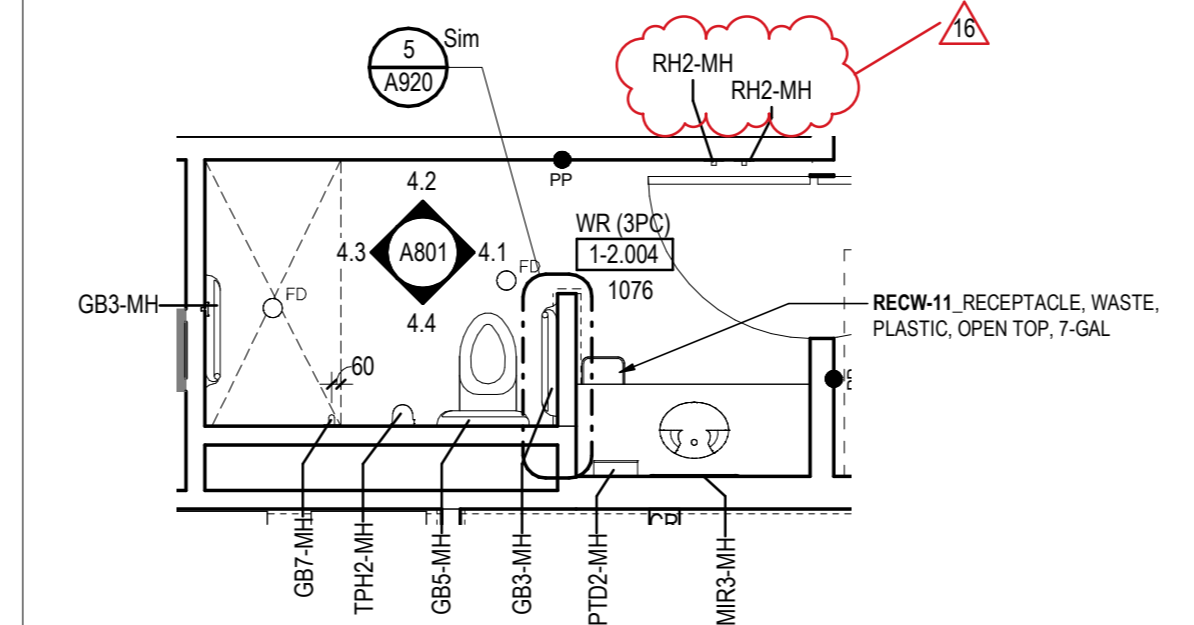 16
5
Sim
A920
RH2-MH
RH2-MH
PP
4.2
4.3
A801
4.1
4.4
FD
FD
WR (3PC)
1-2.004
1076
GB3-MH
60
RECW-11_RECEPTACLE, WASTE,
PLASTIC, OPEN TOP, 7-GAL
GB7-MH
TPH2-MH
GB5-MH
GB3-MH
PTD2-MH
MIR3-MH